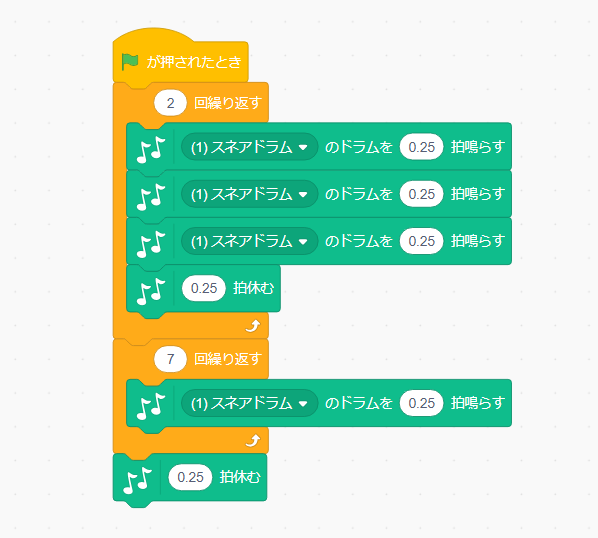 が押されたとき
2 回繰り返す
(1) スネアドラム のドラムを 0.25 拍鳴らす
(1) スネアドラム のドラムを 0.25 拍鳴らす
(1) スネアドラム のドラムを 0.25 拍鳴らす
0.25 拍休む
7 回繰り返す
(1) スネアドラム のドラムを 0.25 拍鳴らす
0.25 拍休む